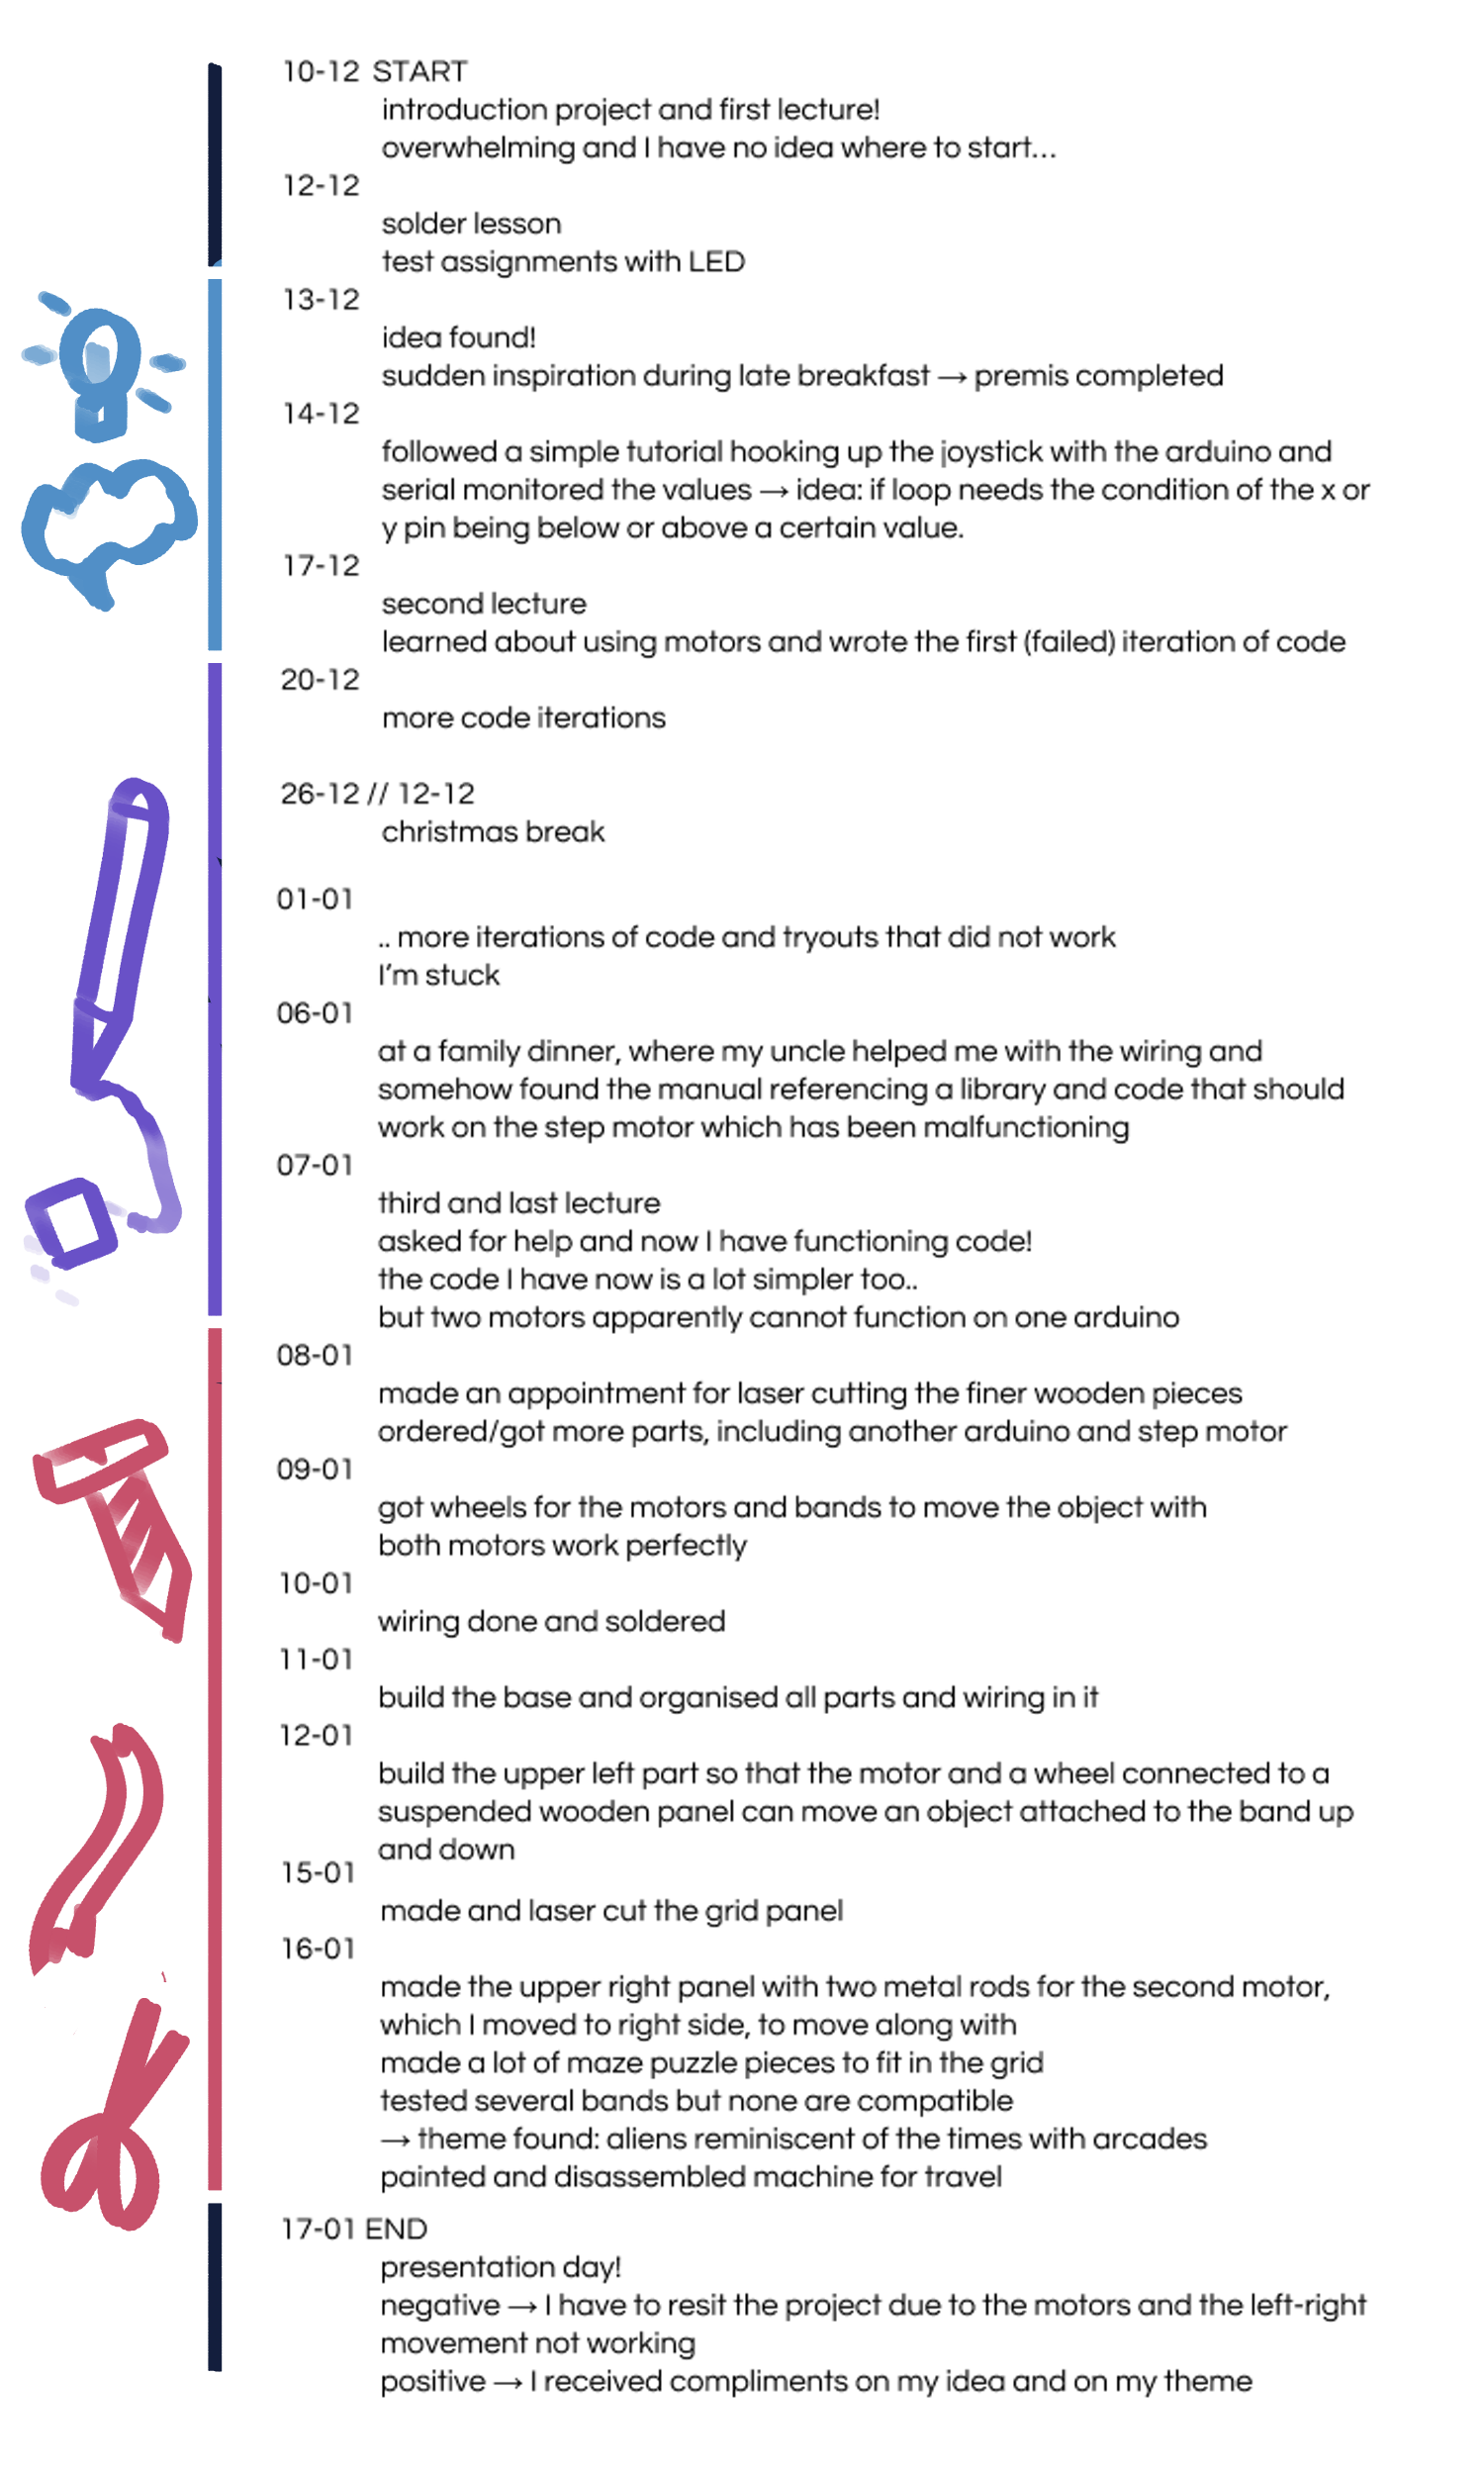 10-12 START
introduction project and first lecture!
overwhelming and I have no idea where to start...
12-12
solder lesson
test assignments with LED
13-12
idea found!
sudden inspiration during late breakfast → premis completed
14-12
followed a simple tutorial hooking up the joystick with the arduino and
serial monitored the values → idea: if loop needs the condition of the x or
y pin being below or above a certain value.
17-12
second lecture
learned about using motors and wrote the first (failed) iteration of code
20-12
more code iterations
26-12 // 12-12
christmas break
01-01
.. more iterations of code and tryouts that did not work
I'm stuck
06-01
at a family dinner, where my uncle helped me with the wiring and
somehow found the manual referencing a library and code that should
work on the step motor which has been malfunctioning
07-01
third and last lecture
asked for help and now I have functioning code!
the code I have now is a lot simpler too..
but two motors apparently cannot function on one arduino
08-01
made an appointment for laser cutting the finer wooden pieces
ordered/got more parts, including another arduino and step motor
09-01
got wheels for the motors and bands to move the object with
both motors work perfectly
10-01
wiring done and soldered
11-01
build the base and organised all parts and wiring in it
12-01
build the upper left part so that the motor and a wheel connected to a
suspended wooden panel can move an object attached to the band up
and down
15-01
made and laser cut the grid panel
16-01
made the upper right panel with two metal rods for the second motor,
which I moved to right side, to move along with
made a lot of maze puzzle pieces to fit in the grid
tested several bands but none are compatible
→ theme found: aliens reminiscent of the times with arcades
painted and disassembled machine for travel
17-01 END
presentation day!
negative → I have to resit the project due to the motors and the left-right
movement not working
positive → I received compliments on my idea and on my theme